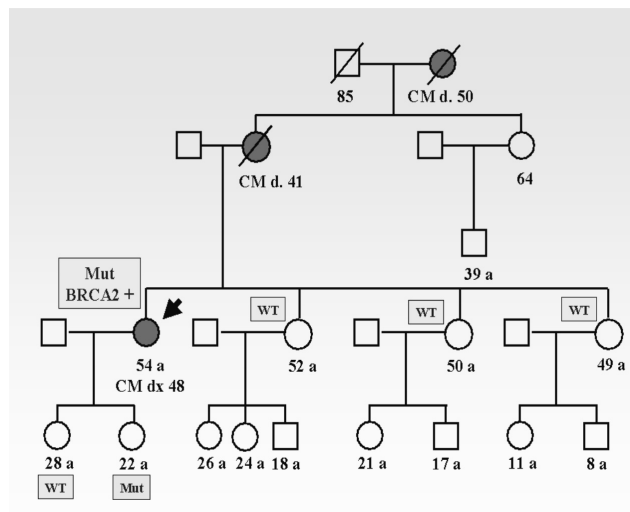 85
CM d. 50
CM d. 41
64
39 a
Mut
BRCA2 +
WT
WT
WT
54 a
CM dx 48
52 a
50 a
49 a
28 a
22 a
26 a
24 a
18 a
21 a
17 a
11 a
8 a
WT
Mut